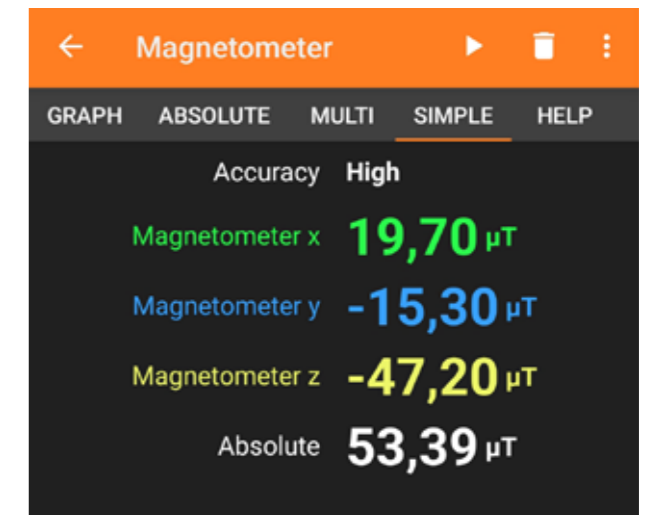 Magnetometer
GRAPH ABSOLUTE MULTI SIMPLE HELP
Accuracy High
Magnetometer x 19,70 µT
Magnetometer y -15,30 µT
Magnetometer z -47,20 µT
Absolute 53,39 µT